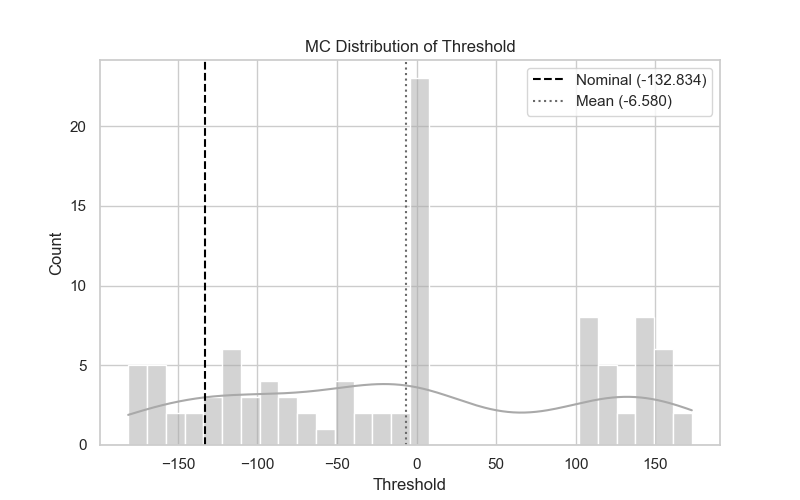 MC Distribution of Threshold
Nominal (-132.834)
Mean (-6.580)
20
15
10
5
0
Count
−150
−100
−50
0
50
100
150
Threshold